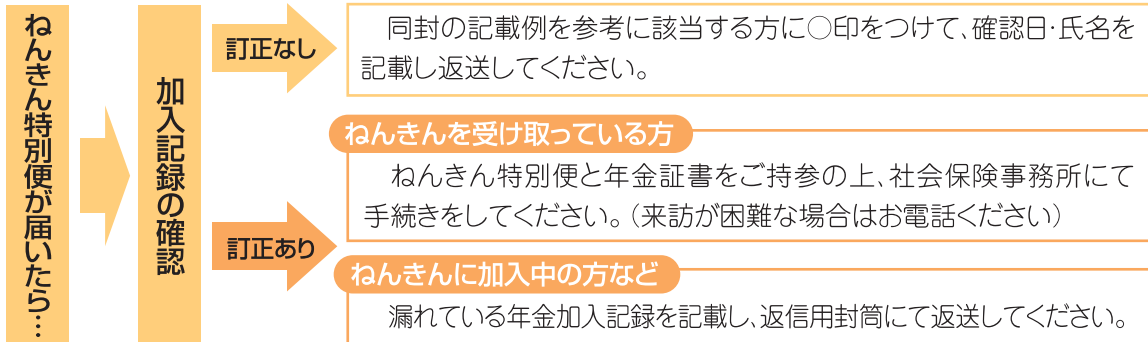 ねんきん特別便が届いたら…
加入記録の確認
訂正なし
同封の記載例を参考に該当する方に○印をつけて、確認日・氏名を
記載し返送してください。
訂正あり
ねんきんを受け取っている方
ねんきん特別便と年金証書をご持参の上、社会保険事務所にて
手続きをしてください。（来訪が困難な場合はお電話ください）
ねんきんに加入中の方など
漏れている年金加入記録を記載し、返信用封筒にて返送してください。